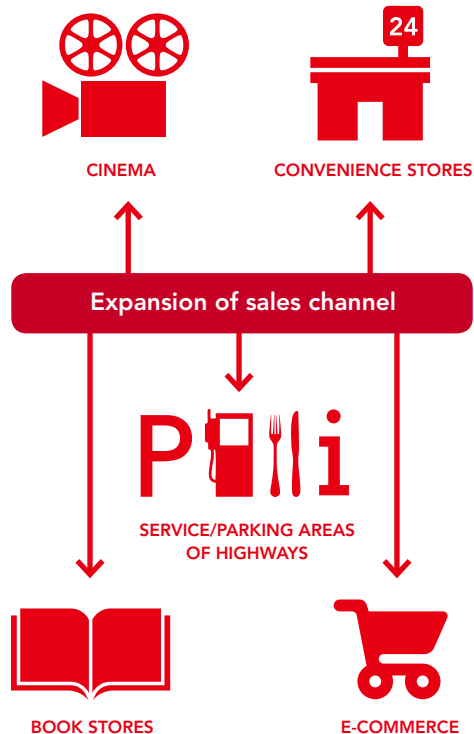 24
CINEMA
CONVENIENCE STORES
Expansion of sales channel
P i
SERVICE/PARKING AREAS
OF HIGHWAYS
BOOK STORES
E-COMMERCE